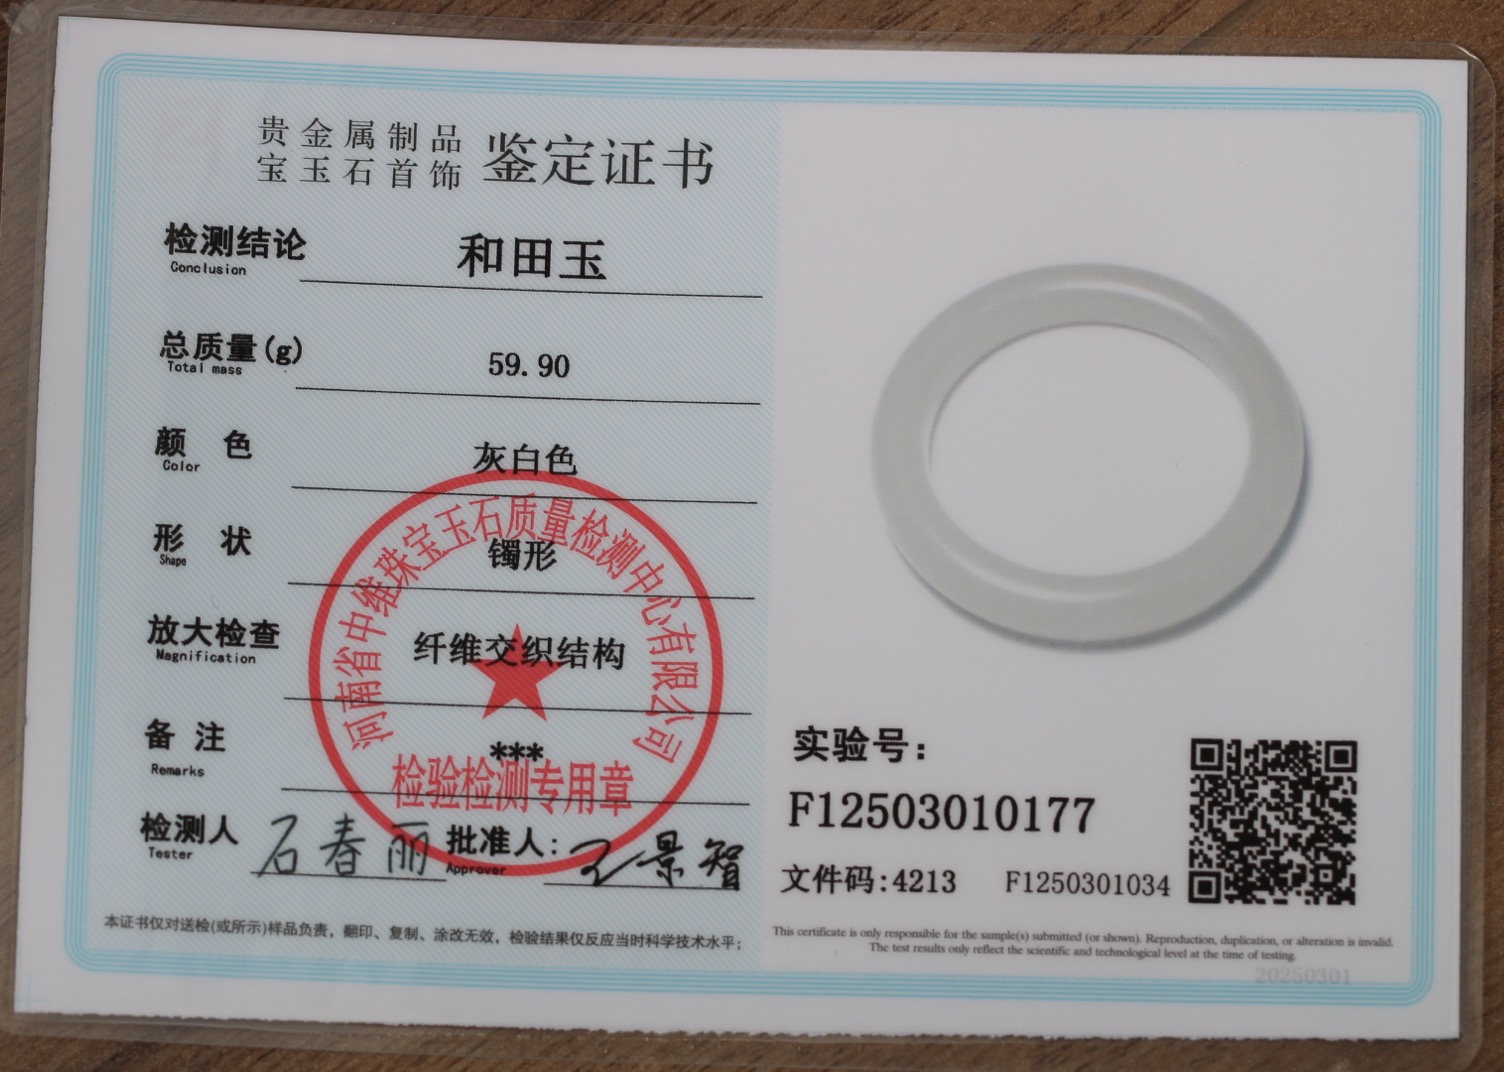 贵金属制品
宝玉石首饰
鉴定证书
检测结论 和田玉
Conclusion
总质量(g) 59.90
Total mass
颜色 灰白色
Color
形状 镯形
Shape
放大检查 纤维交织结构
Magnification
备注 ***
Remarks
检测人 石春丽 批准人: 王景智
Tester Approver
河南省中维珠宝玉石质量检测中心有限公司
检验检测专用章
本证书仅对送检(或所示)样品负责，翻印、复制、涂改无效，检验结果仅反应当时科学技术水平；
实验号:
F12503010177
文件码:4213 F1250301034
This certificate is only responsible for the sample(s) submitted (or shown). Reproduction, duplication, or alteration is invalid.
The test results only reflect the scientific and technological level at the time of testing.
20250301